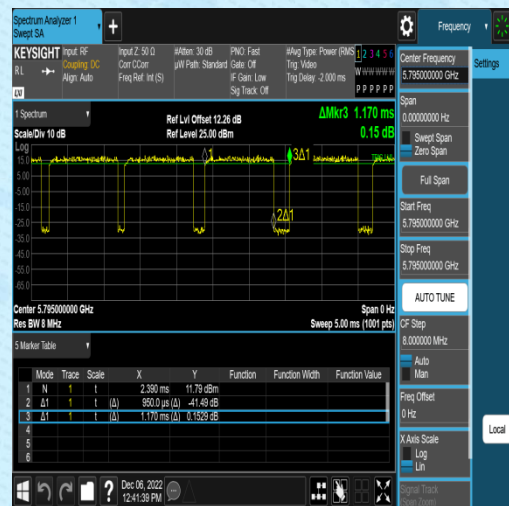 Spectrum Analyzer 1
Swept SA
Frequency
KEYSIGHT
RL
LXI
Input: RF
Coupling: DC
Align: Auto
Input Z: 50 Ω
Corr CCorr
Freq Ref: Int (S)
#Atten: 30 dB
µW Path: Standard
PNO: Fast
Gate: Off
IF Gain: Low
Sig Track: Off
#Avg Type: Power (RMS)
Trig: Video
Trig Delay: -2.000 ms
1 2 3 4 5 6
W W W W W W
P P P P P P
1 Spectrum
Scale/Div 10 dB
Ref Lvl Offset 12.26 dB
Ref Level 25.00 dBm
ΔMkr3 1.170 ms
0.15 dB
Log
15.0
5.00
-5.00
-15.0
-25.0
-35.0
-45.0
-55.0
-65.0
1
3Δ1
2Δ1
Center 5.795000000 GHz
Res BW 8 MHz
Span 0 Hz
Sweep 5.00 ms (1001 pts)
5 Marker Table
Mode Trace Scale X Y Function Function Width Function Value
1 N 1 t 2.390 ms 11.79 dBm
2 Δ1 1 t (Δ) 950.0 µs (Δ) -41.49 dB
3 Δ1 1 t (Δ) 1.170 ms (Δ) 0.1529 dB
4
5
6
Dec 06, 2022
12:41:39 PM
Center Frequency
5.795000000 GHz
Settings
Span
0.00000000 Hz
Swept Span
Zero Span
Full Span
Start Freq
5.795000000 GHz
Stop Freq
5.795000000 GHz
AUTO TUNE
CF Step
8.000000 MHz
Auto
Man
Freq Offset
0 Hz
Local
X Axis Scale
Log
Lin
Signal Track
(Span Zoom)